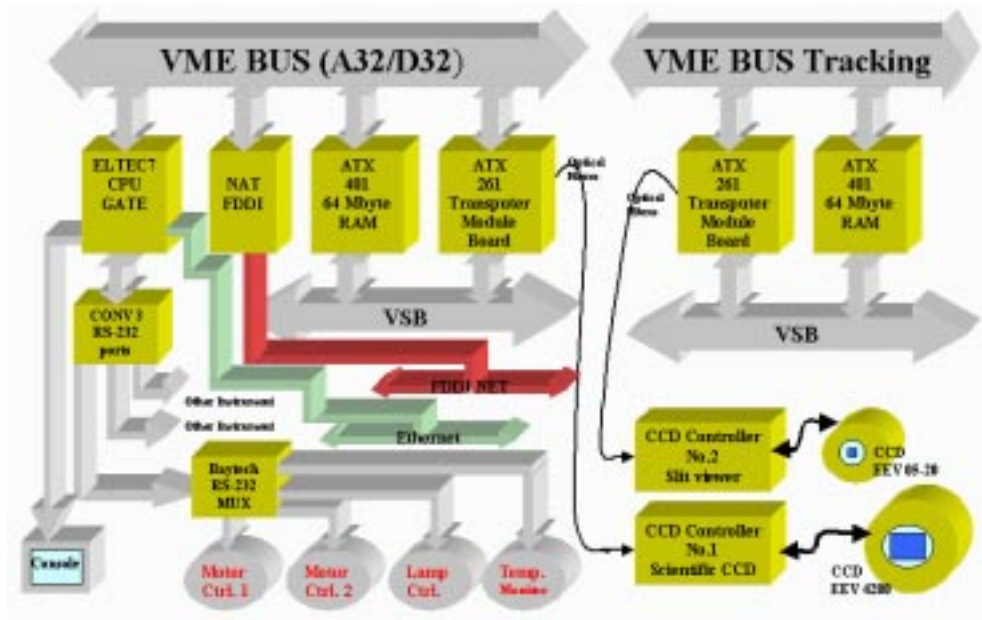 VME BUS (A32/D32)
VME BUS Tracking
ELTEC7
CPU
GATE
NAT
FDDI
ATX
401
64 Mbyte
RAM
ATX
261
Transputer
Module
Board
Optical
ATX
261
Transputer
Module
Board
Optical
ATX
401
64 Mbyte
RAM
CONV 3
RS-232
ports
VSB
VSB
FDDI NET
Other Instrument
Other Instrument
Ethernet
Baytech
RS-232
MUX
CCD Controller
No.2
Slit viewer
CCD
EEV 05-20
CCD Controller
No.1
Scientific CCD
CCD
EEV 4280
Console
Motor
Ctrl. 1
Motor
Ctrl. 2
Lamp
Ctrl.
Temp.
Monitor